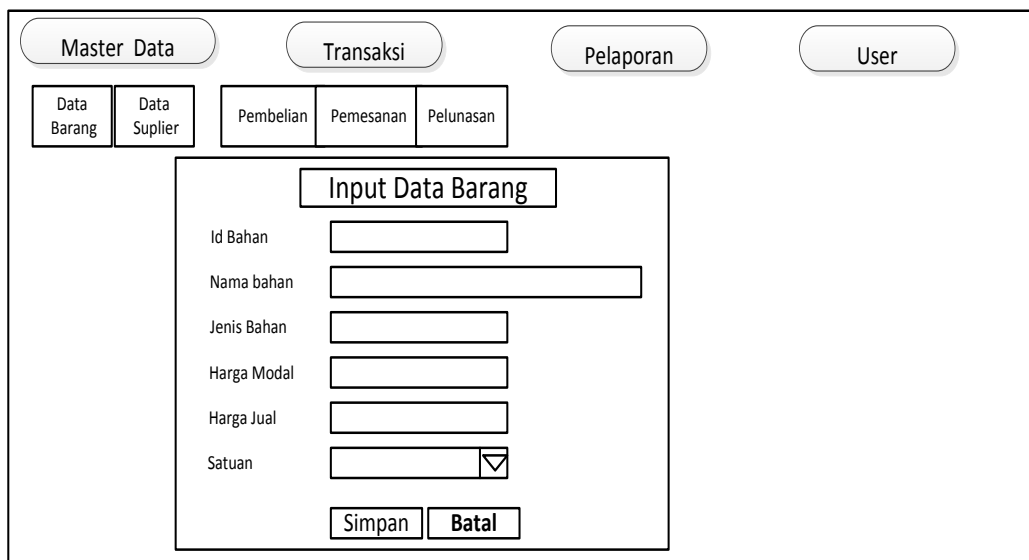 Master Data
Transaksi
Pelaporan
User
Data
Barang
Data
Suplier
Pembelian
Pemesanan
Pelunasan
Input Data Barang
Id Bahan
Nama bahan
Jenis Bahan
Harga Modal
Harga Jual
Satuan
Simpan
Batal